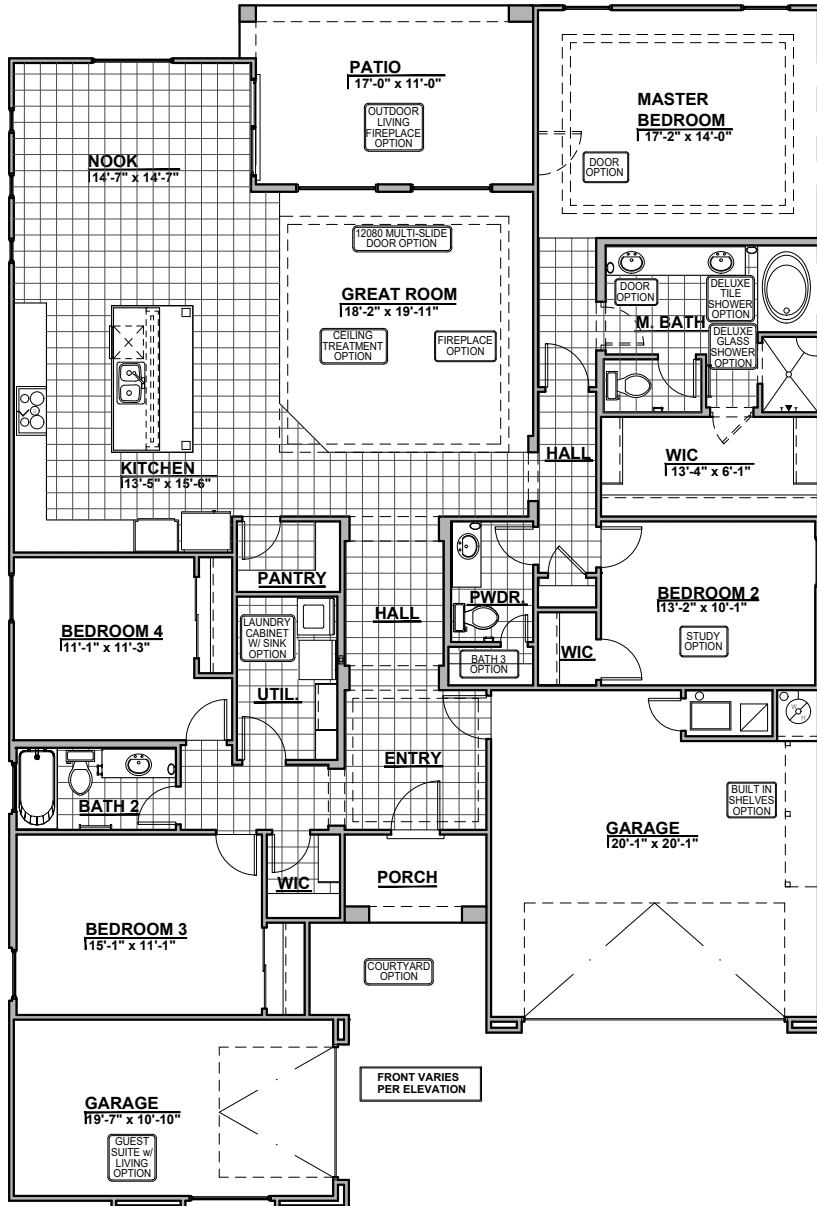 PATIO
17'-0" x 11'-0"
OUTDOOR
LIVING
FIREPLACE
OPTION
MASTER
BEDROOM
17'-2" x 14'-0"
DOOR
OPTION
NOOK
14'-7" x 14'-7"
12080 MULTI-SLIDE
DOOR OPTION
GREAT ROOM
18'-2" x 19'-11"
CEILING
TREATMENT
OPTION
FIREPLACE
OPTION
DOOR
OPTION
DELUXE
TILE
SHOWER
OPTION
M. BATH
DELUXE
GLASS
SHOWER
OPTION
KITCHEN
13'-5" x 15'-6"
HALL
WIC
13'-4" x 6'-1"
PANTRY
HALL
PWDR.
BEDROOM 2
13'-2" x 10'-1"
STUDY
OPTION
WIC
BATH 3
OPTION
BEDROOM 4
11'-1" x 11'-3"
LAUNDRY
CABINET
W/ SINK
OPTION
UTIL.
W
H
ENTRY
BATH 2
BUILT IN
SHELVES
OPTION
GARAGE
20'-1" x 20'-1"
WIC
PORCH
BEDROOM 3
15'-1" x 11'-1"
COURTYARD
OPTION
FRONT VARIES
PER ELEVATION
GARAGE
19'-7" x 10'-10"
GUEST
SUITE w/
LIVING
OPTION